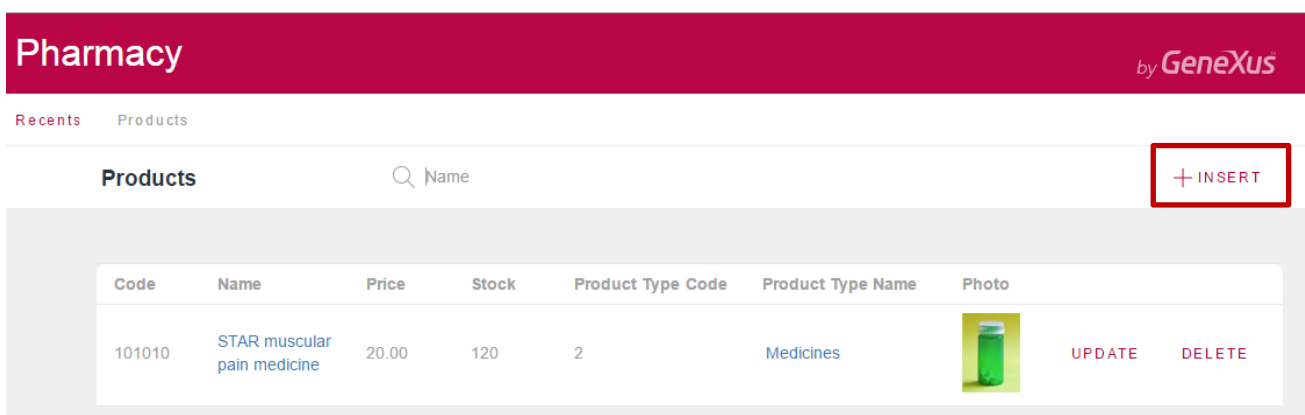 Pharmacy
by GeneXus
Recents Products
Products Name INSERT
Code Name Price Stock Product Type Code Product Type Name Photo
101010 STAR muscular pain medicine 20.00 120 2 Medicines UPDATE DELETE